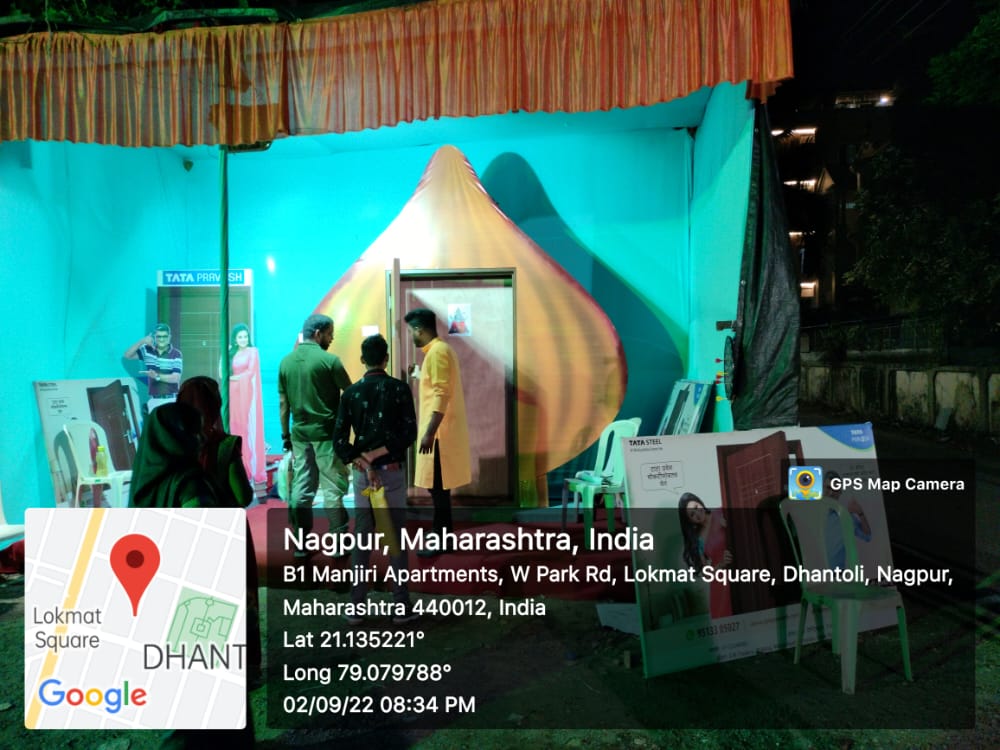 TATA PRAVESH
TATA STEEL
TATA
GPS Map Camera
Nagpur, Maharashtra, India
B1 Manjiri Apartments, W Park Rd, Lokmat Square, Dhantoli, Nagpur,
Maharashtra 440012, India
Lat 21.135221°
Long 79.079788°
02/09/22 08:34 PM
Lokmat
Square
DHANT
Google